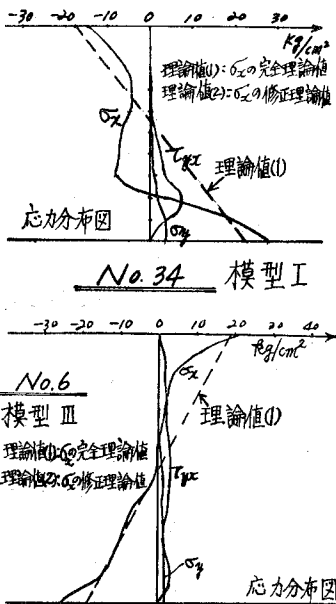 -30 -20 -10 0 10 20 30
Kg/cm²
理論値(1):σxの完全理論値
理論値(2):σxの修正理論値
σx
τyx
理論値(1)
応力分布図
σy
No. 34 模型 I
-30 -20 -10 0 10 20 30 40
kg/cm²
No. 6
σx
模型 III
理論値(1)
理論値(1):σxの完全理論値
理論値(2):σxの修正理論値
τyx
σy
応力分布図